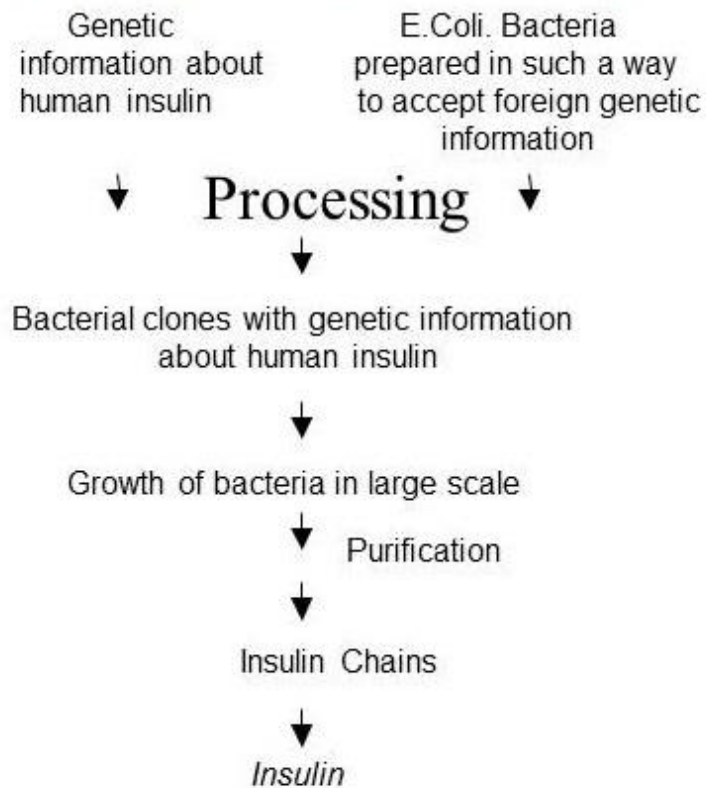 Genetic
information about
human insulin
E.Coli. Bacteria
prepared in such a way
to accept foreign genetic
information
Processing
Bacterial clones with genetic information
about human insulin
Growth of bacteria in large scale
Purification
Insulin Chains
Insulin